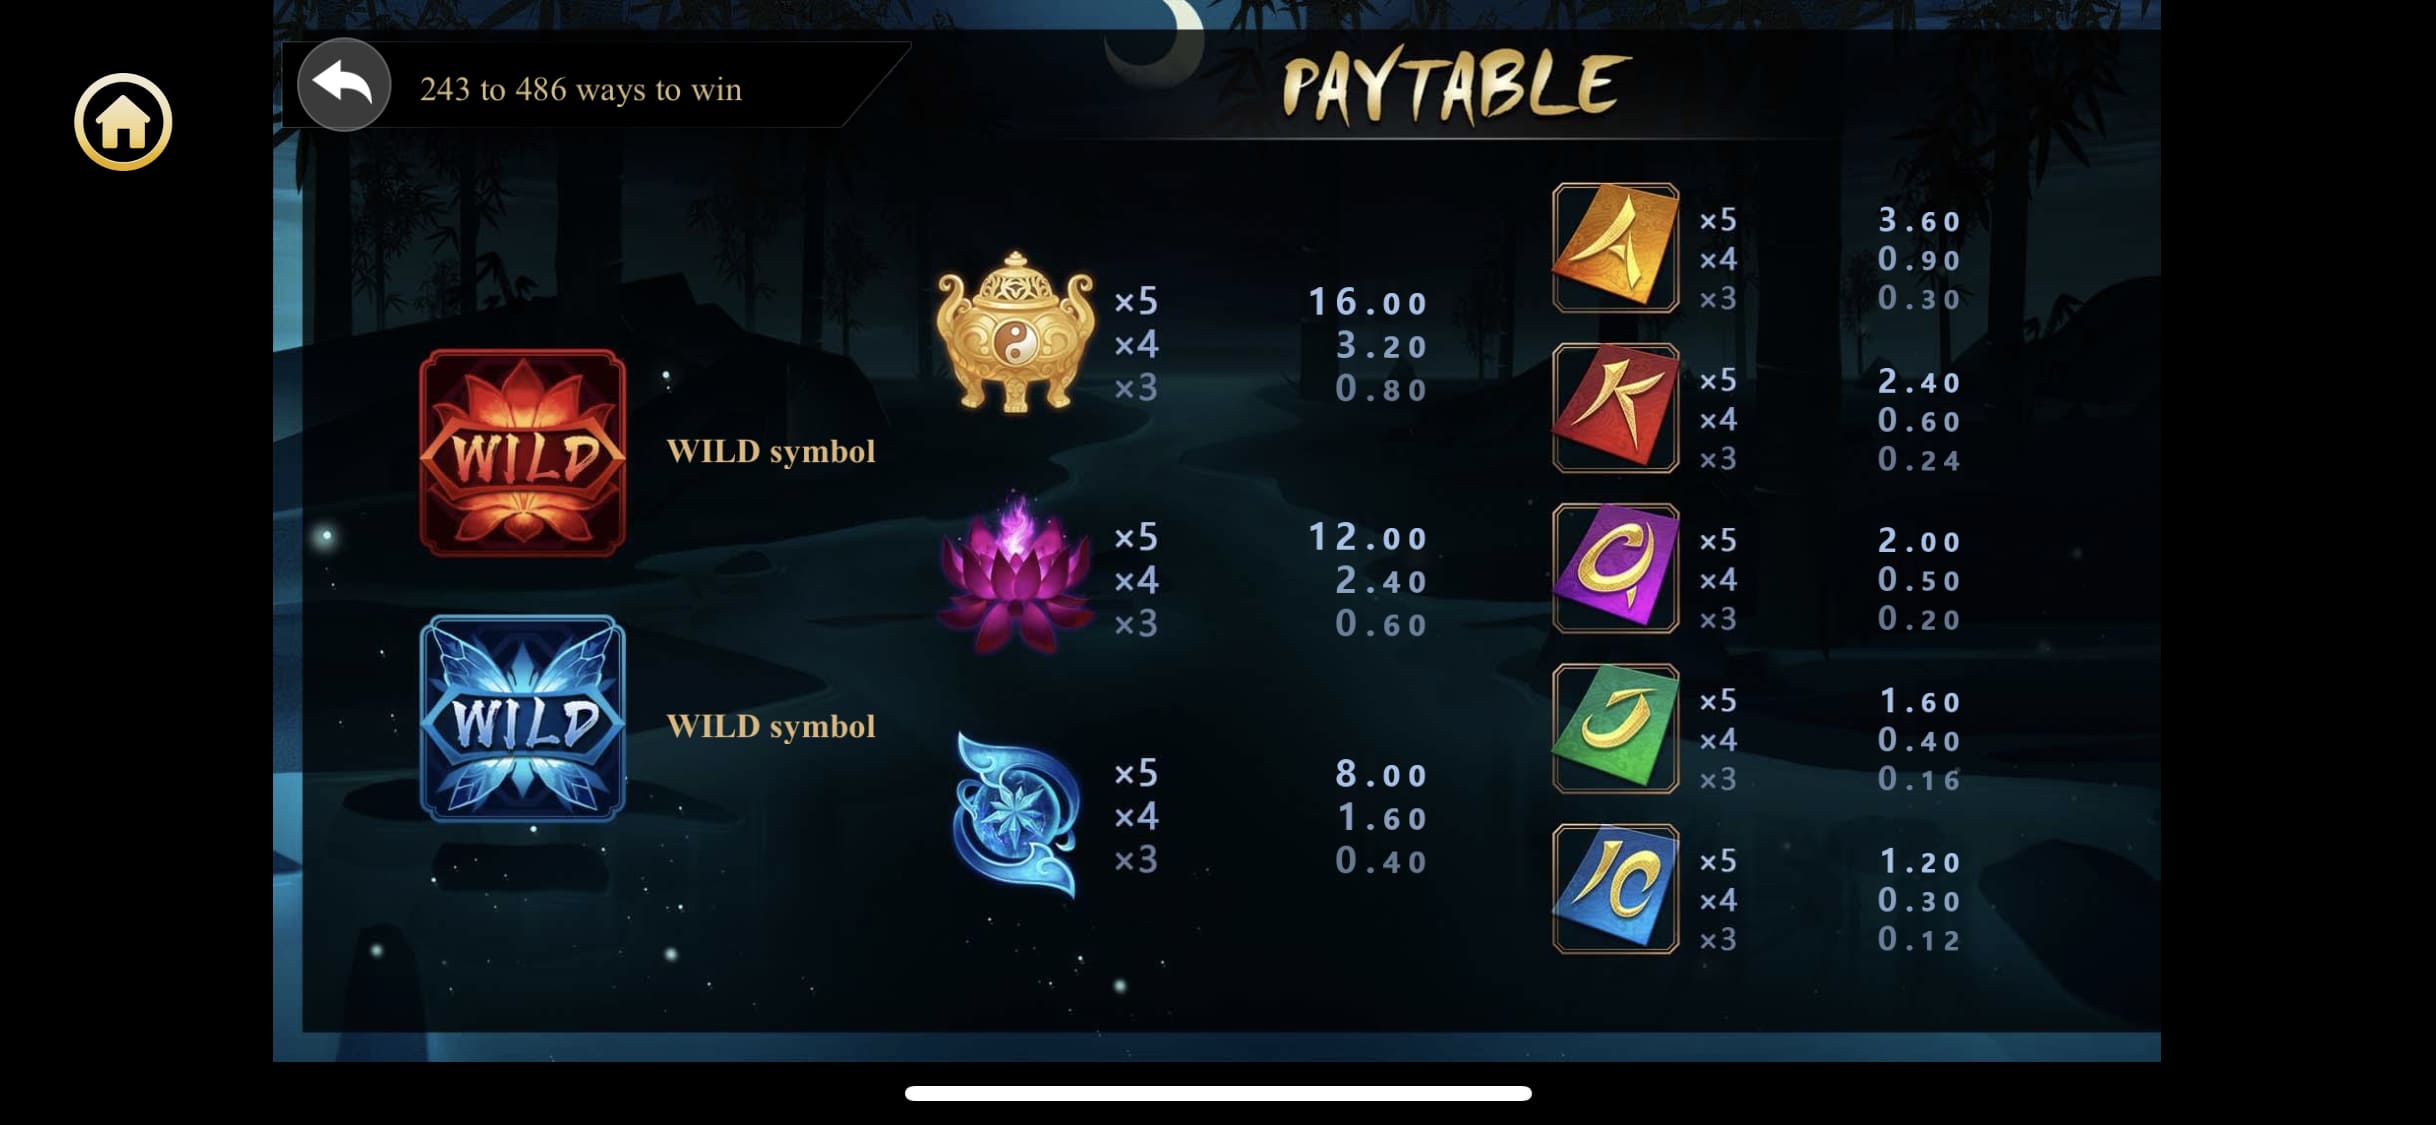 243 to 486 ways to win
PAYTABLE
WILD
WILD symbol
WILD
WILD symbol
×5 16.00
×4 3.20
×3 0.80
×5 12.00
×4 2.40
×3 0.60
×5 8.00
×4 1.60
×3 0.40
A
×5 3.60
×4 0.90
×3 0.30
K
×5 2.40
×4 0.60
×3 0.24
Q
×5 2.00
×4 0.50
×3 0.20
J
×5 1.60
×4 0.40
×3 0.16
10
×5 1.20
×4 0.30
×3 0.12